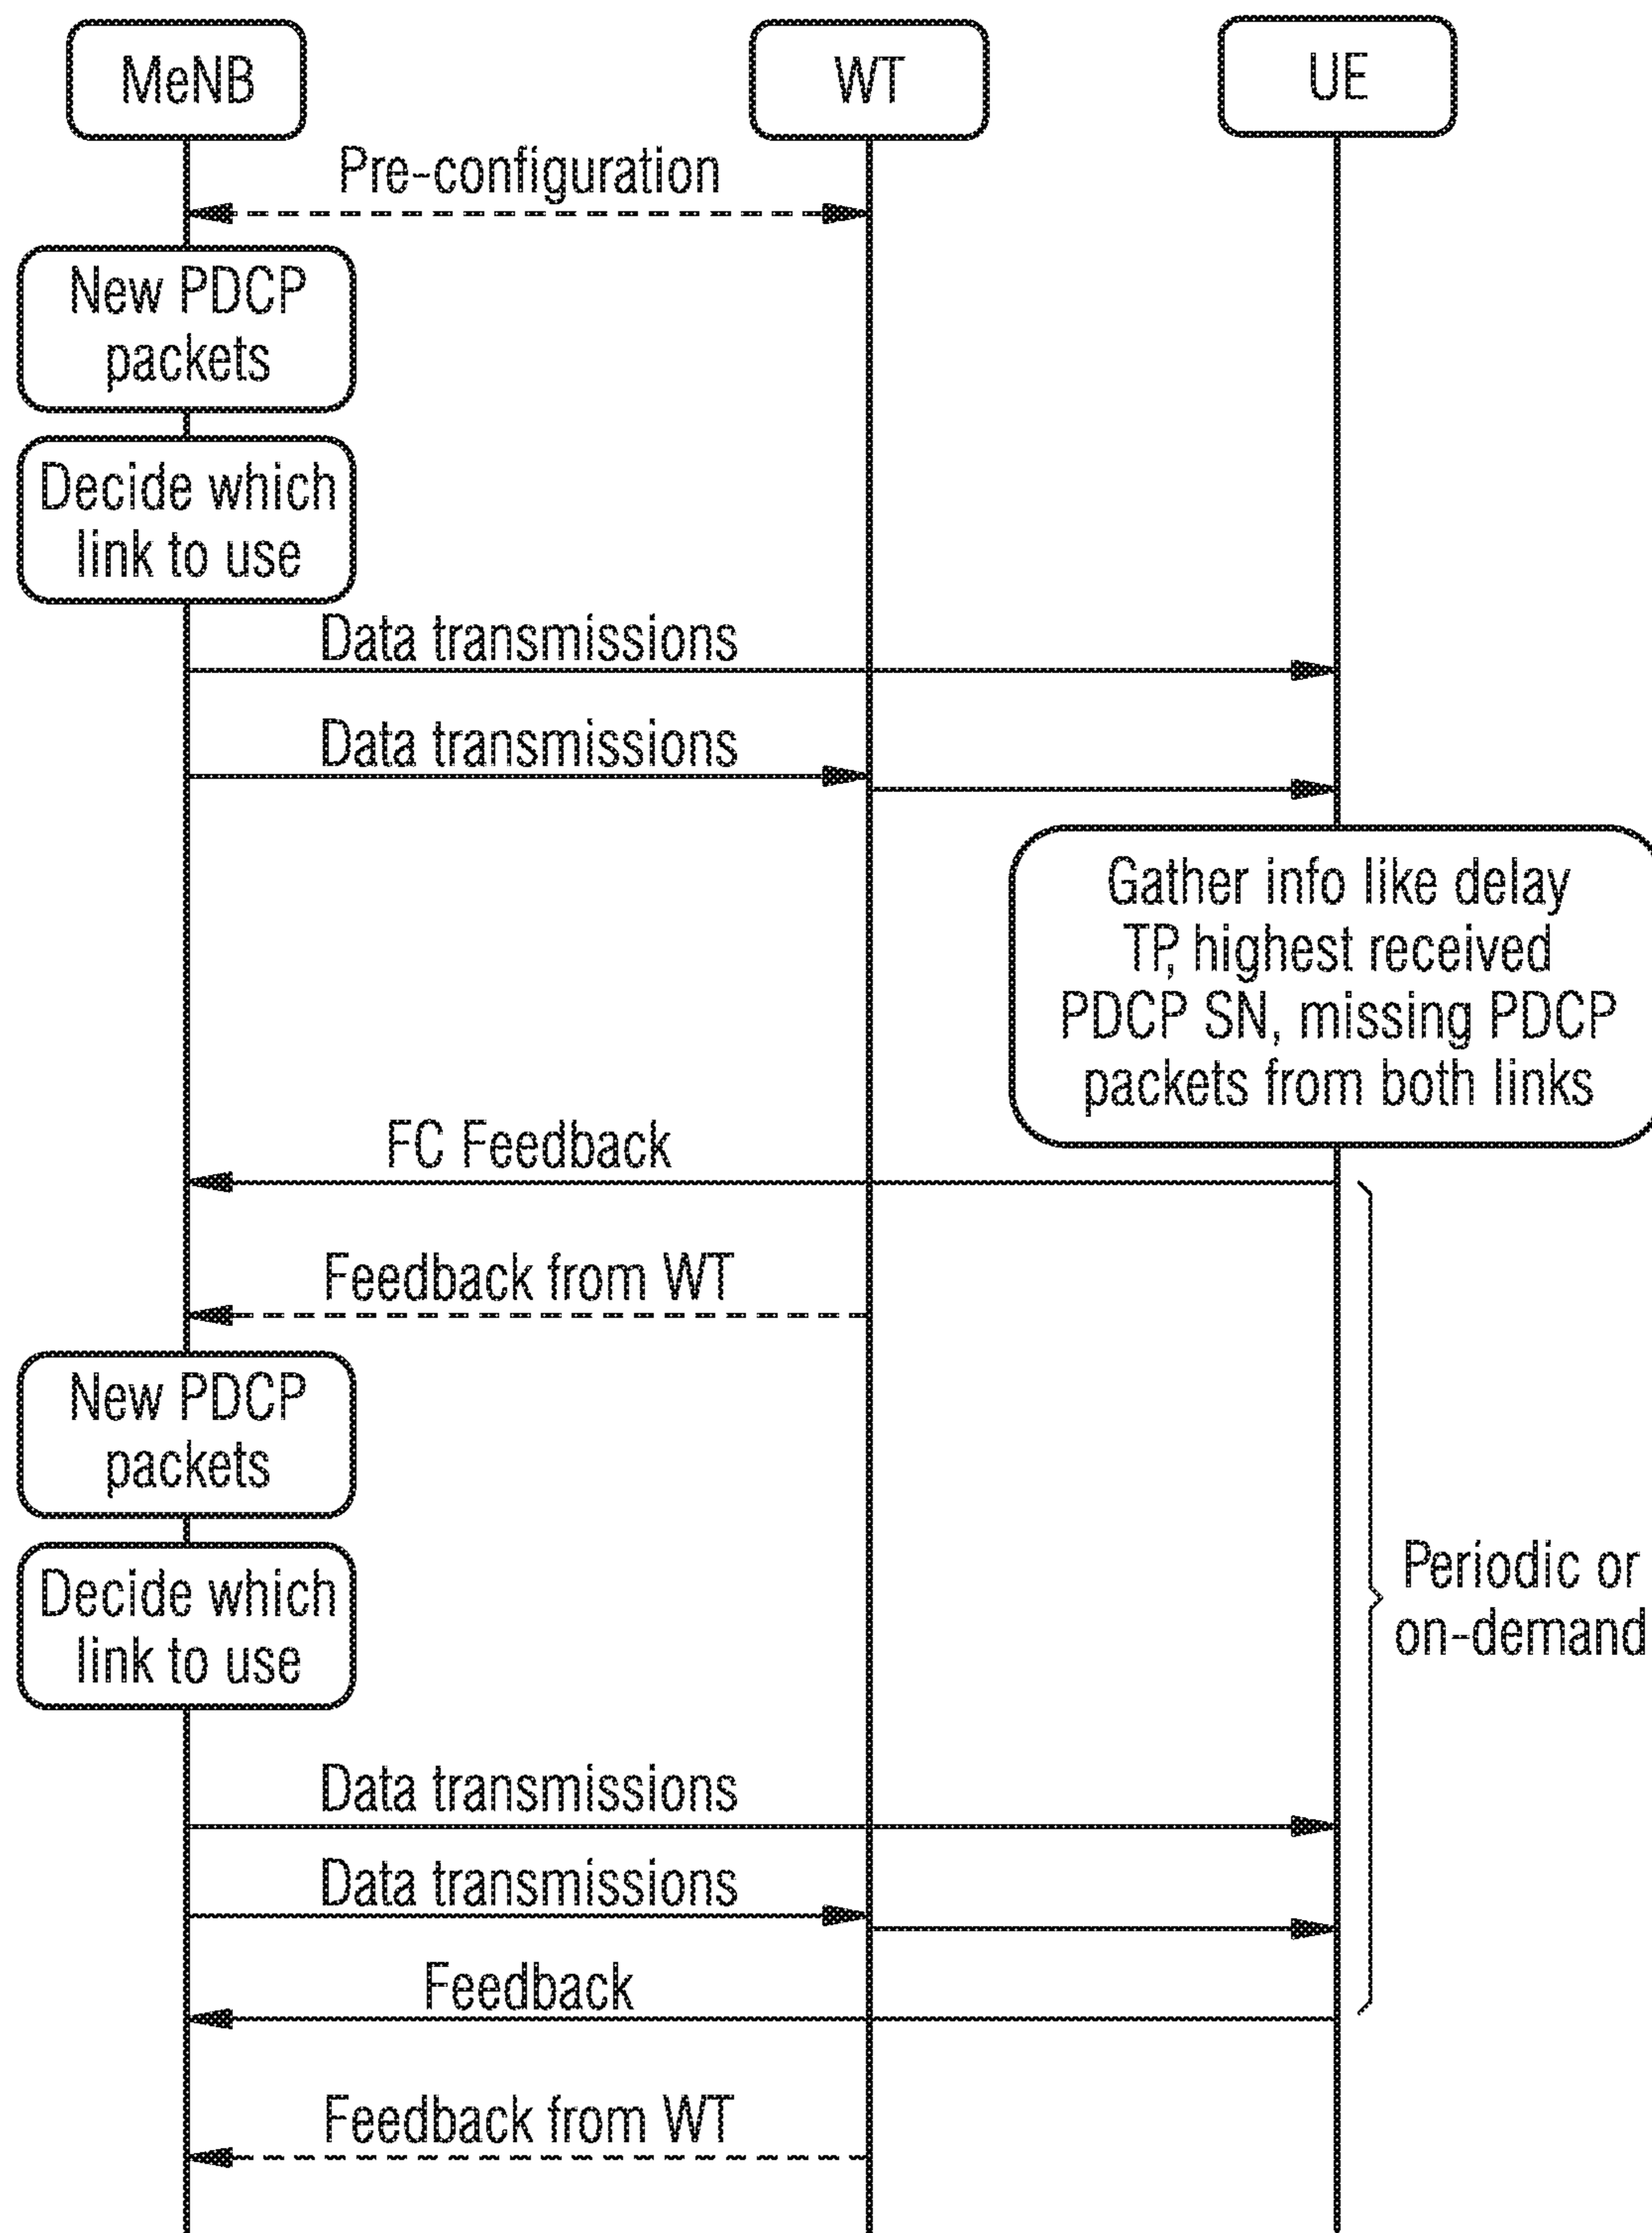 MeNB
WT
UE
Pre-configuration
New PDCP
packets
Decide which
link to use
Data transmissions
Data transmissions
Gather info like delay
TP, highest received
PDCP SN, missing PDCP
packets from both links
FC Feedback
Feedback from WT
New PDCP
packets
Decide which
link to use
Periodic or
on-demand
Data transmissions
Data transmissions
Feedback
Feedback from WT